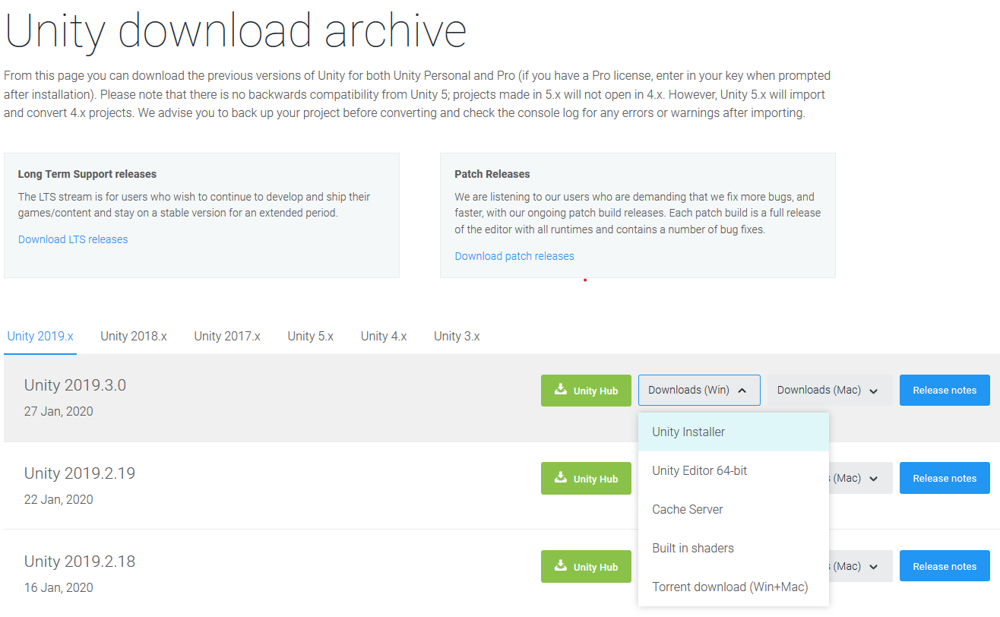 Unity download archive
From this page you can download the previous versions of Unity for both Unity Personal and Pro (if you have a Pro license, enter in your key when prompted
after installation). Please note that there is no backwards compatibility from Unity 5; projects made in 5.x will not open in 4.x. However, Unity 5.x will import
and convert 4.x projects. We advise you to back up your project before converting and check the console log for any errors or warnings after importing.
Long Term Support releases
The LTS stream is for users who wish to continue to develop and ship their
games/content and stay on a stable version for an extended period.
Download LTS releases
Patch Releases
We are listening to our users who are demanding that we fix more bugs, and
faster, with our ongoing patch build releases. Each patch build is a full release
of the editor with all runtimes and contains a number of bug fixes.
Download patch releases
Unity 2019.x Unity 2018.x Unity 2017.x Unity 5.x Unity 4.x Unity 3.x
Unity 2019.3.0
27 Jan, 2020
Unity Hub Downloads (Win) Downloads (Mac) Release notes
Unity Installer
Unity Editor 64-bit
Cache Server
Built in shaders
Torrent download (Win+Mac)
Unity 2019.2.19
22 Jan, 2020
Unity Hub (Mac) Release notes
Unity 2019.2.18
16 Jan, 2020
Unity Hub (Mac) Release notes